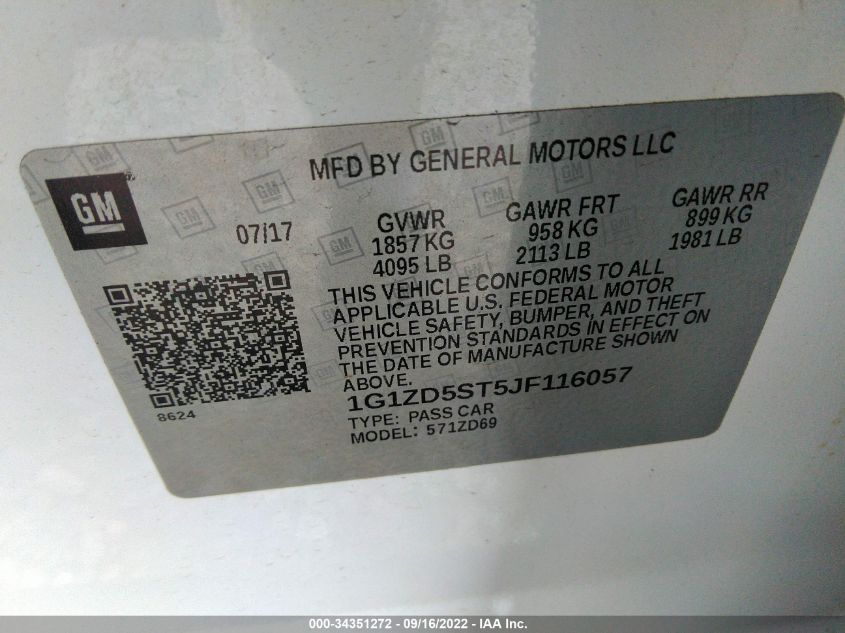 MFD BY GENERAL MOTORS LLC
GM
07/17
GVWR
1857 KG
4095 LB
GAWR FRT
958 KG
2113 LB
GAWR RR
899 KG
1981 LB
THIS VEHICLE CONFORMS TO ALL
APPLICABLE U.S. FEDERAL MOTOR
VEHICLE SAFETY, BUMPER, AND THEFT
PREVENTION STANDARDS IN EFFECT ON
THE DATE OF MANUFACTURE SHOWN
ABOVE.
8624
1G1ZD5ST5JF116057
TYPE: PASS CAR
MODEL: 571ZD69
000-34351272 - 09/16/2022 - IAA Inc.